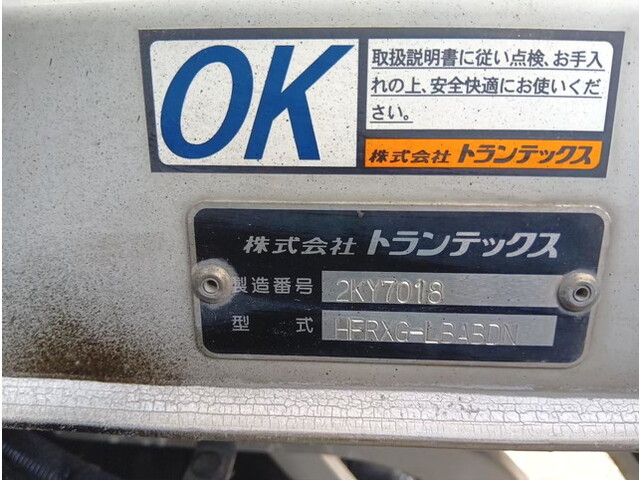 OK
取扱説明書に従い点検、お手入
れの上、安全快適にお使いくだ
さい。
株式会社 トランテックス
株式会社 トランテックス
製造番号 2KY7018
型 式 HFRXG-LBABDN